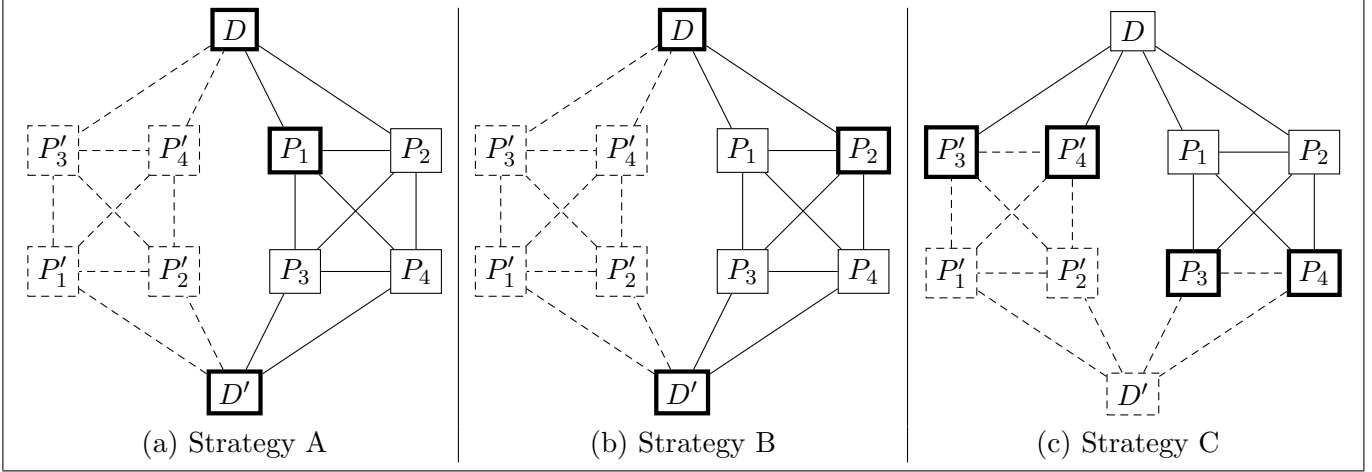 D D D
P′₃ P′₄ P₁ P₂ P′₃ P′₄ P₁ P₂ P′₃ P′₄ P₁ P₂
P′₁ P′₂ P₃ P₄ P′₁ P′₂ P₃ P₄ P′₁ P′₂ P₃ P₄
D′ D′ D′
(a) Strategy A (b) Strategy B (c) Strategy C